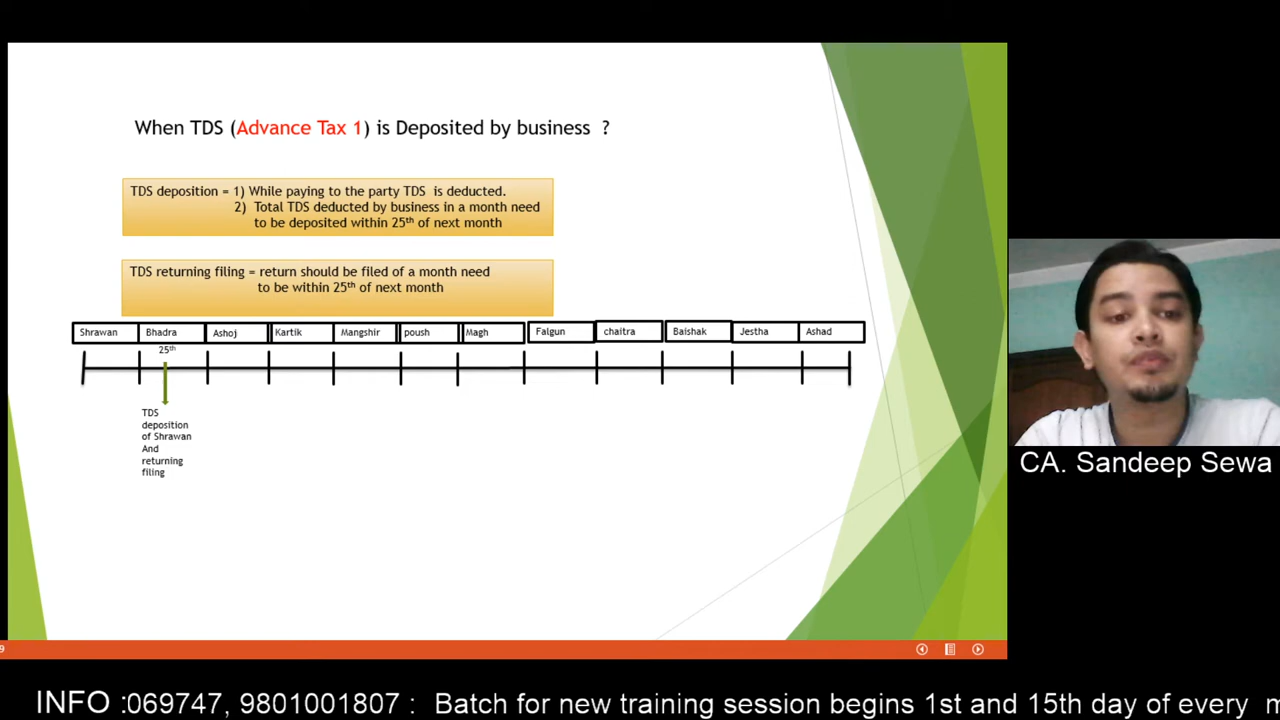 When TDS (Advance Tax 1) is Deposited by business ?
TDS deposition = 1) While paying to the party TDS is deducted.
2) Total TDS deducted by business in a month need
to be deposited within 25th of next month
TDS returning filing = return should be filed of a month need
to be within 25th of next month
Shrawan Bhadra Ashoj Kartik Mangshir poush Magh Falgun chaitra Baishak Jestha Ashad
25th
TDS
deposition
of Shrawan
And
returning
filing
CA. Sandeep Sewa
9
INFO :069747, 9801001807 : Batch for new training session begins 1st and 15th day of every